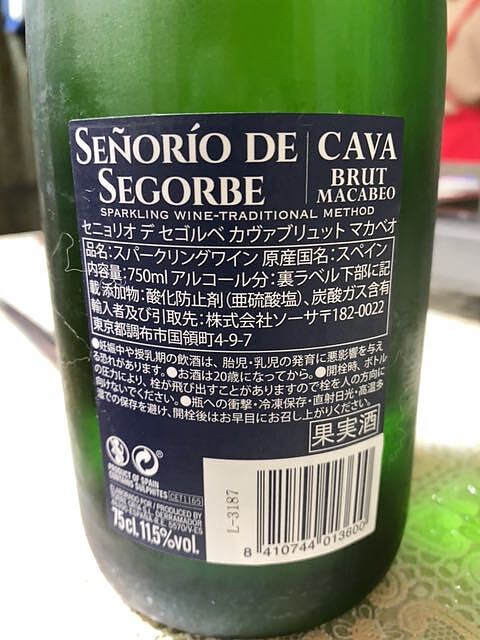 SEÑORÍO DE SEGORBE
CAVA
BRUT
MACABEO
SPARKLING WINE-TRADITIONAL METHOD
セニョリオ デ セゴルベ カヴァブリュット マカベオ
品名:スパークリングワイン 原産国名:スペイン
内容量:750ml アルコール分:裏ラベル下部に記
載 添加物:酸化防止剤(亜硫酸塩)、炭酸ガス含有
輸入者及び引取先:株式会社ソーサ〒182-0022
東京都調布市国領町4-9-7
●妊娠中や授乳期の飲酒は、胎児・乳児の発育に悪影響を与え
る恐れがあります。●お酒は20歳になってから。●開栓時、ボトル
の圧力により、栓が飛び出すことがありますので栓を人の方向に
向けないでください。●瓶への衝撃・冷凍保存・直射日光・高温多
湿での保存を避け、開栓後はお早目にお召し上がりください。
果実酒
PRODUCT OF SPAIN
CONTAINS SULPHITES
CET1165
ELABORADO POR / PRODUCED BY
75cl. 11.5%vol.
L-3187
8 410744 013600